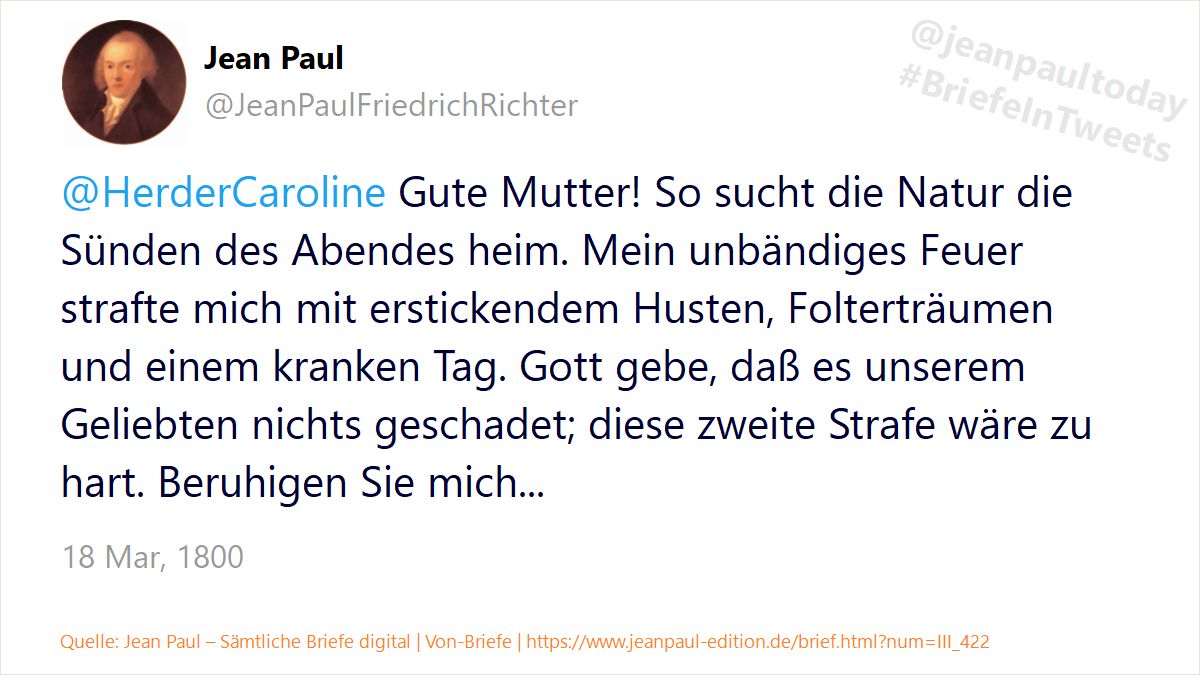 Jean Paul
@JeanPaulFriedrichRichter
@jeanpaultoday
#BriefeInTweets
@HerderCaroline Gute Mutter! So sucht die Natur die
Sünden des Abendes heim. Mein unbändiges Feuer
strafte mich mit erstickendem Husten, Folterträumen
und einem kranken Tag. Gott gebe, daß es unserem
Geliebten nichts geschadet; diese zweite Strafe wäre zu
hart. Beruhigen Sie mich...
18 Mar, 1800
Quelle: Jean Paul – Sämtliche Briefe digital | Von-Briefe | https://www.jeanpaul-edition.de/brief.html?num=III_422